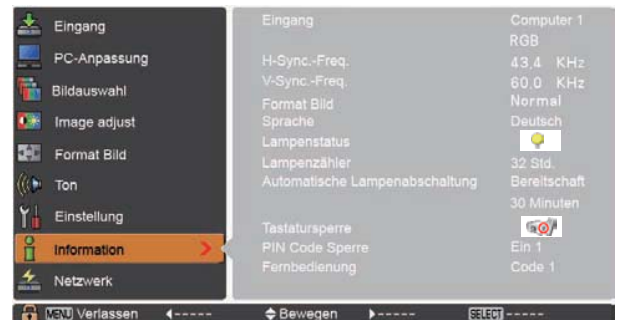 Eingang
PC-Anpassung
Bildauswahl
Image adjust
Format Bild
Ton
Einstellung
Information
Netzwerk
Eingang Computer 1
RGB
H-Sync.-Freq. 43,4 KHz
V-Sync.-Freq. 60,0 KHz
Format Bild Normal
Sprache Deutsch
Lampenstatus
Lampenzähler 32 Std.
Automatische Lampenabschaltung Bereitschaft
30 Minuten
Tastatursperre
PIN Code Sperre Ein 1
Fernbedienung Code 1
MENU Verlassen ----- Bewegen ----- SELECT -----